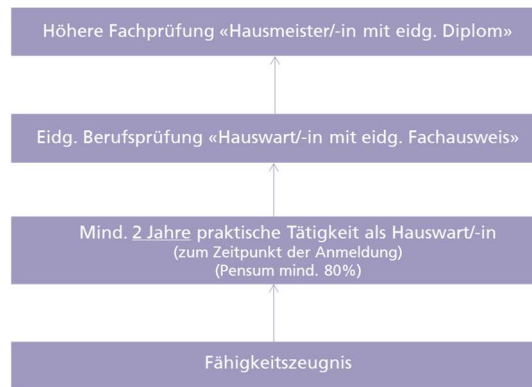 Höhere Fachprüfung «Hausmeister/-in mit eidg. Diplom»
Eidg. Berufsprüfung «Hauswart/-in mit eidg. Fachausweis»
Mind. 2 Jahre praktische Tätigkeit als Hauswart/-in
(zum Zeitpunkt der Anmeldung)
(Pensum mind. 80%)
Fähigkeitszeugnis